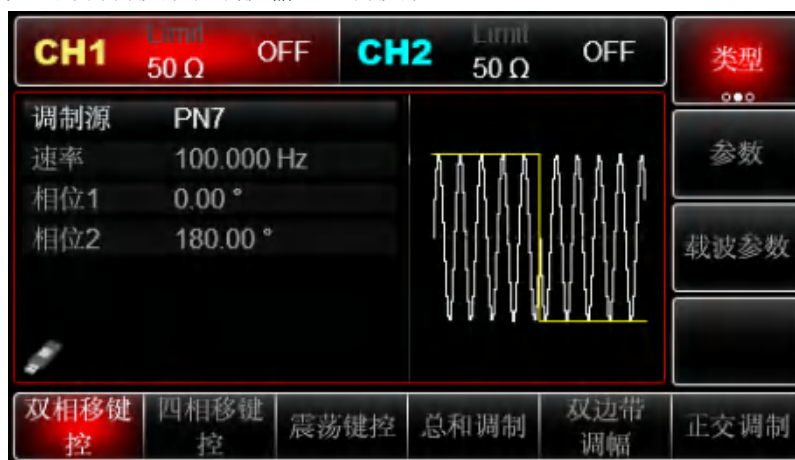 CH1 Limit 50 Ω OFF
CH2 Limit 50 Ω OFF
类型
调制源 PN7
速率 100.000 Hz
相位1 0.00 °
相位2 180.00 °
参数
载波参数
双相移键控
四相移键控
震荡键控
总和调制
双边带调幅
正交调制